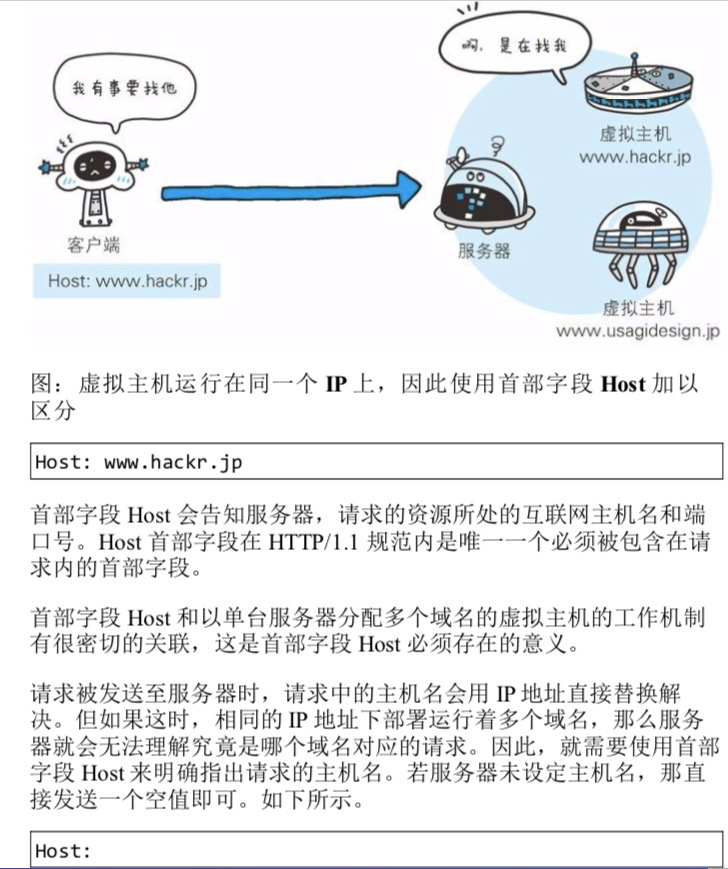 啊，是在找我
我有事要找他
虚拟主机
www.hackr.jp
客户端
服务器
Host: www.hackr.jp
虚拟主机
www.usagidesign.jp
图：虚拟主机运行在同一个 IP 上，因此使用首部字段 Host 加以
区分
Host: www.hackr.jp
首部字段 Host 会告知服务器，请求的资源所处的互联网主机名和端
口号。Host 首部字段在 HTTP/1.1 规范内是唯一一个必须被包含在请
求内的首部字段。
首部字段 Host 和以单台服务器分配多个域名的虚拟主机的工作机制
有很密切的关联，这是首部字段 Host 必须存在的意义。
请求被发送至服务器时，请求中的主机名会用 IP 地址直接替换解
决。但如果这时，相同的 IP 地址下部署运行着多个域名，那么服务
器就会无法理解究竟是哪个域名对应的请求。因此，就需要使用首部
字段 Host 来明确指出请求的主机名。若服务器未设定主机名，那直
接发送一个空值即可。如下所示。
Host: